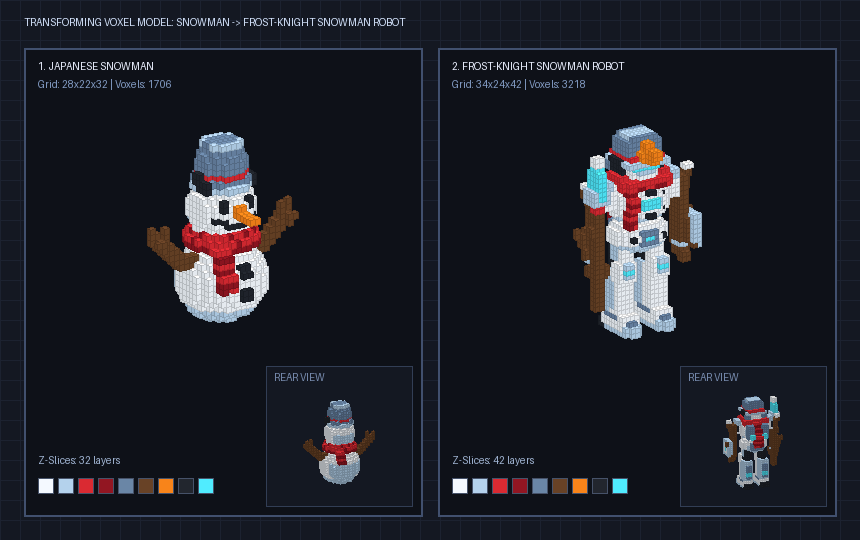 TRANSFORMING VOXEL MODEL: SNOWMAN -> FROST-KNIGHT SNOWMAN ROBOT
1. JAPANESE SNOWMAN
Grid: 28x22x32 | Voxels: 1706
REAR VIEW
Z-Slices: 32 layers
2. FROST-KNIGHT SNOWMAN ROBOT
Grid: 34x24x42 | Voxels: 3218
REAR VIEW
Z-Slices: 42 layers